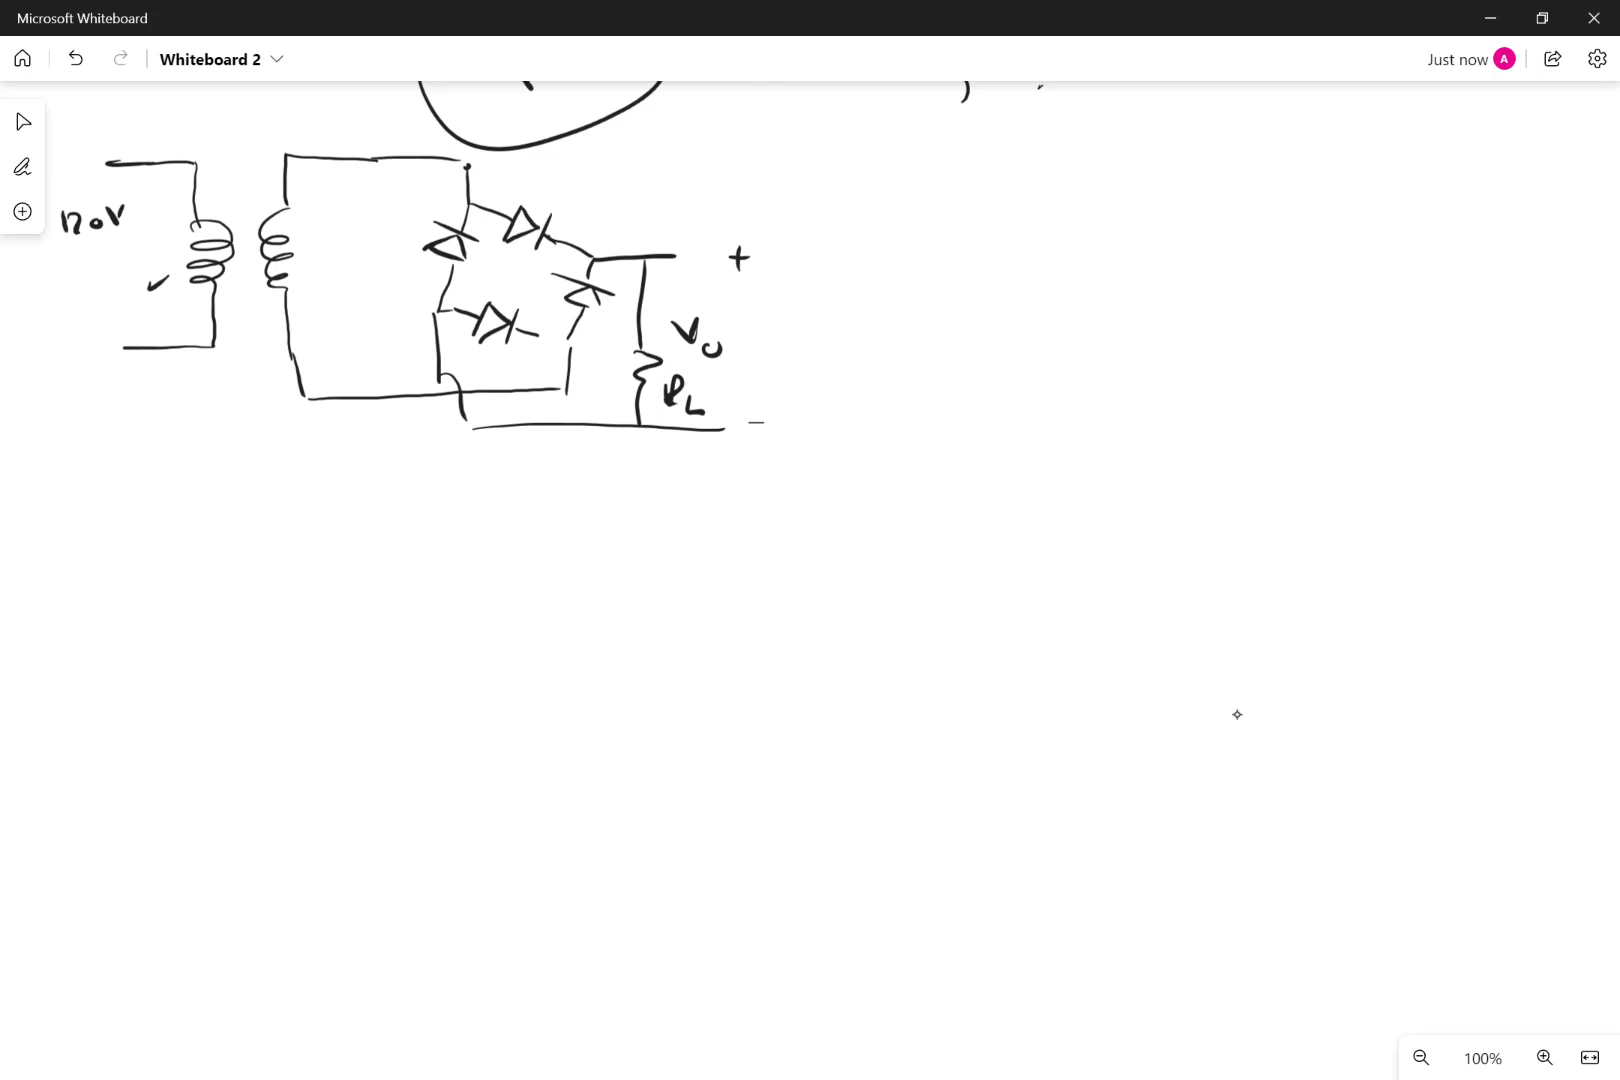 Microsoft Whiteboard
Whiteboard 2
Just now A
120V
+
Vo
RL
−
100%